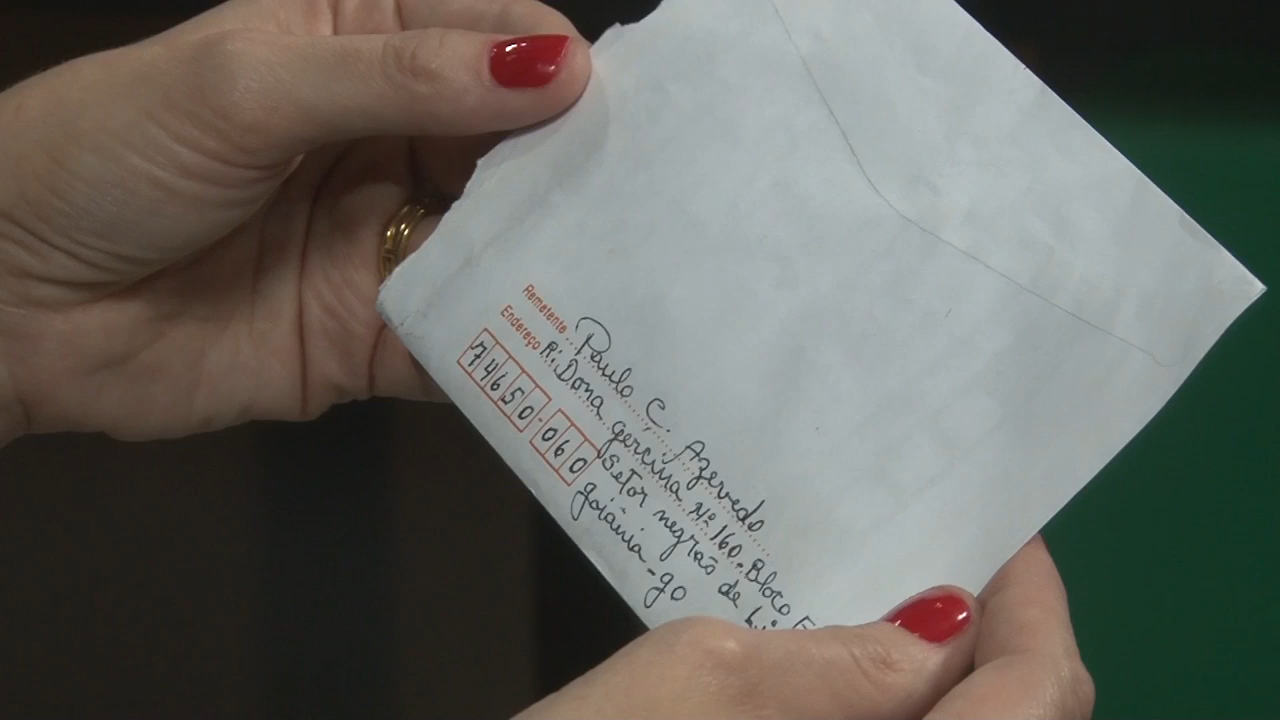 Remetente Paulo C. Azevedo
Endereço R. Dona gercina Nº 160. Bloco
74650-060 Setor negrão de
goiânia-go